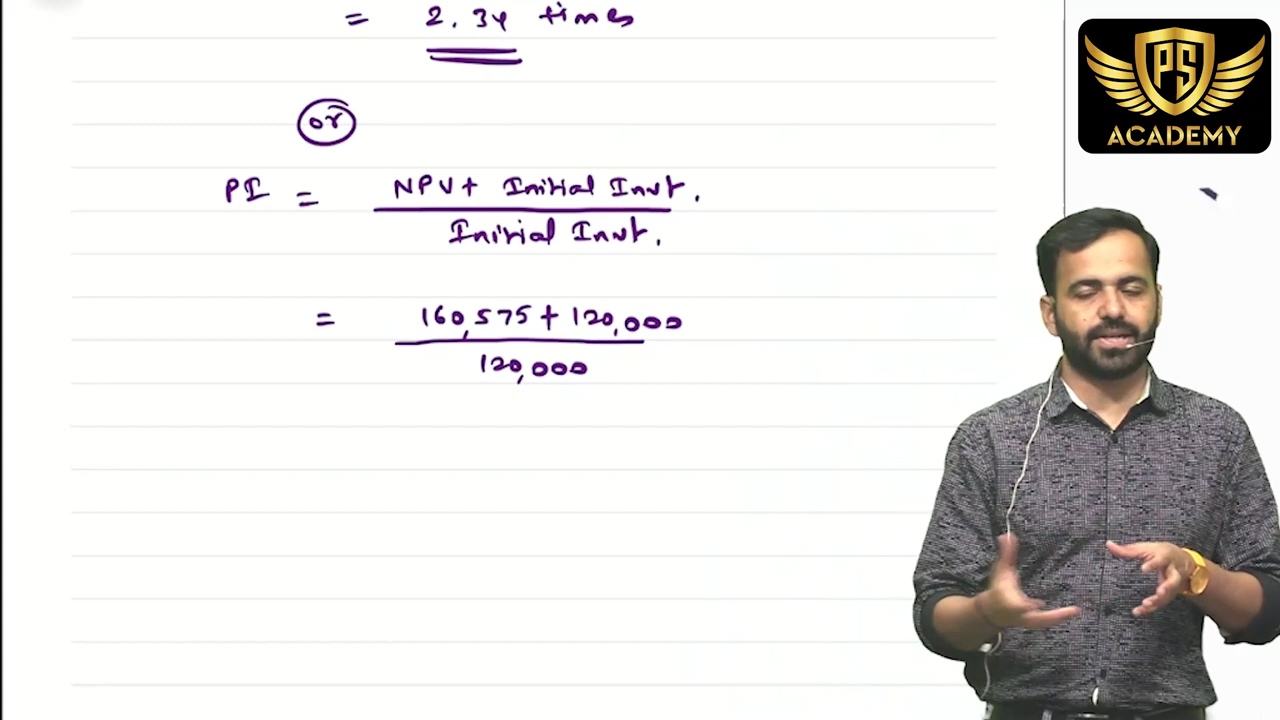 = 2.34 times
or
PI = NPV + Initial Invt.
Initial Invt.
= 160,575 + 120,000
120,000
PS
ACADEMY